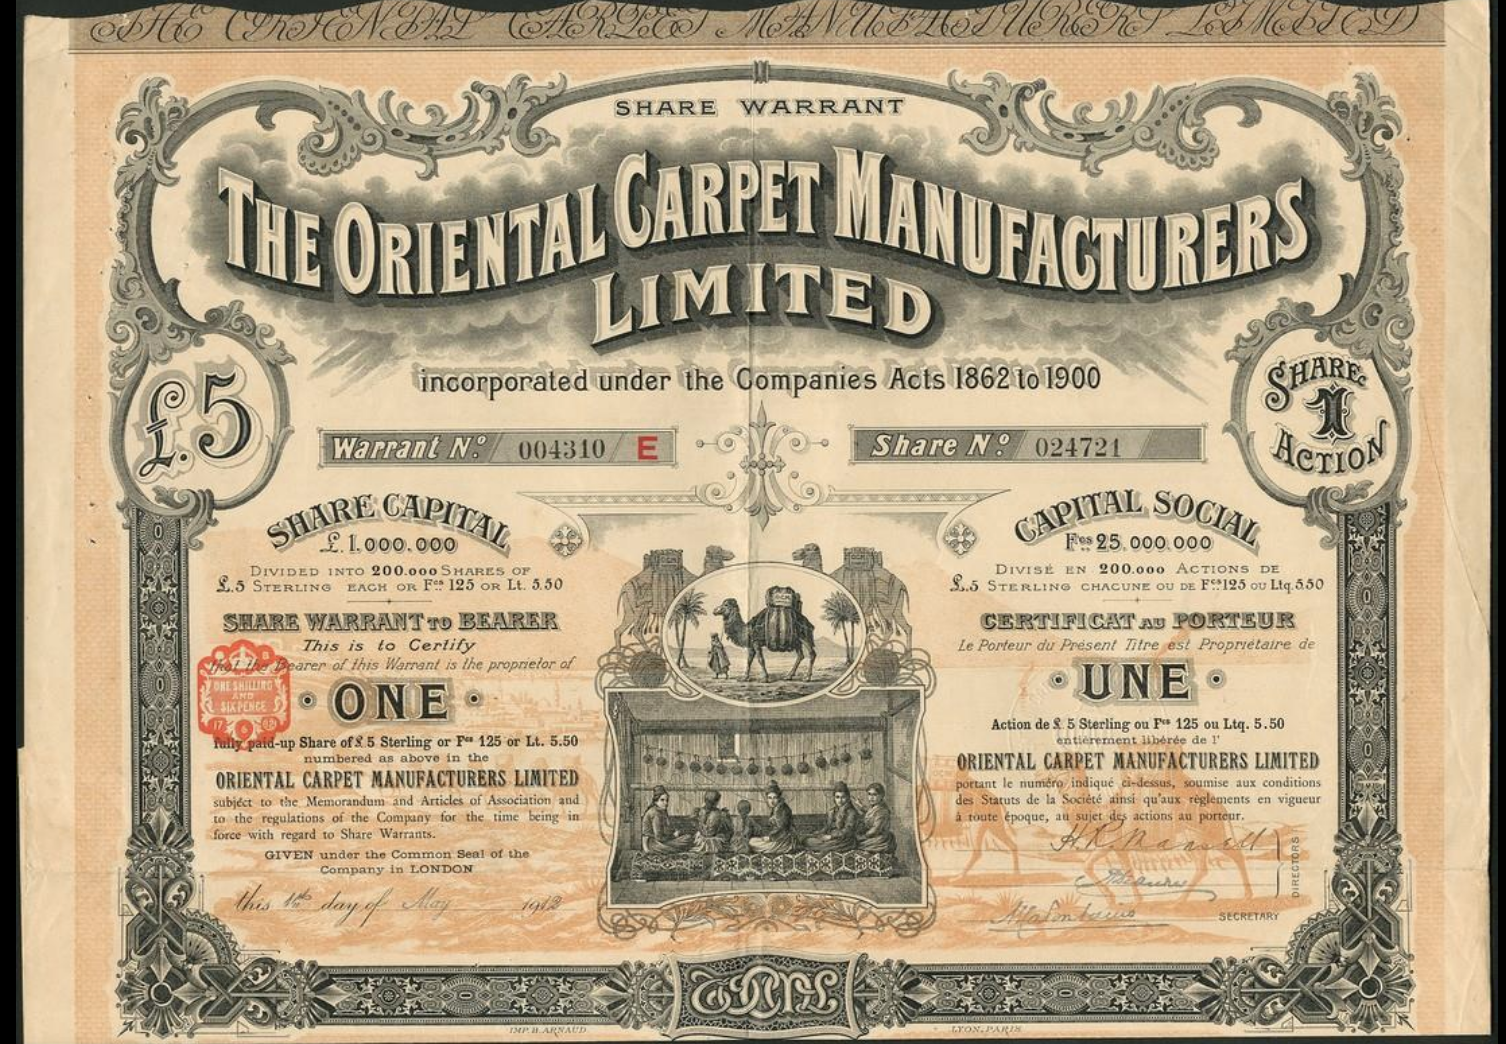 THE ORIENTAL CARPET MANUFACTURERS LIMITED
SHARE WARRANT
THE ORIENTAL CARPET MANUFACTURERS
LIMITED
incorporated under the Companies Acts 1862 to 1900
£.5
SHARE
1
ACTION
Warrant No. 004310 E
Share No. 024721
SHARE CAPITAL
£.1.000.000
DIVIDED INTO 200.000 SHARES OF
£.5 STERLING EACH OR Fcs 125 OR Lt. 5.50
SHARE WARRANT TO BEARER
This is to Certify
that the Bearer of this Warrant is the proprietor of
· ONE ·
fully paid-up Share of £ 5 Sterling or Fcs 125 or Lt. 5.50
numbered as above in the
ORIENTAL CARPET MANUFACTURERS LIMITED
subject to the Memorandum and Articles of Association and
to the regulations of the Company for the time being in
force with regard to Share Warrants.
GIVEN under the Common Seal of the
Company in LONDON
this 16th day of May 1912
ONE SHILLING
AND
SIX PENCE
CAPITAL SOCIAL
Fcs 25.000.000
DIVISÉ EN 200.000 ACTIONS DE
£.5 STERLING CHACUNE OU DE Fcs 125 OU Ltq. 5.50
CERTIFICAT AU PORTEUR
Le Porteur du Présent Titre est Propriétaire de
· UNE ·
Action de £ 5 Sterling ou Fcs 125 ou Ltq. 5.50
entièrement libérée de l'
ORIENTAL CARPET MANUFACTURERS LIMITED
portant le numéro indiqué ci-dessus, soumise aux conditions
des Statuts de la Société ainsi qu'aux règlements en vigueur
à toute époque, au sujet des actions au porteur.
DIRECTORS
SECRETARY
IMP. B. ARNAUD
LYON, PARIS